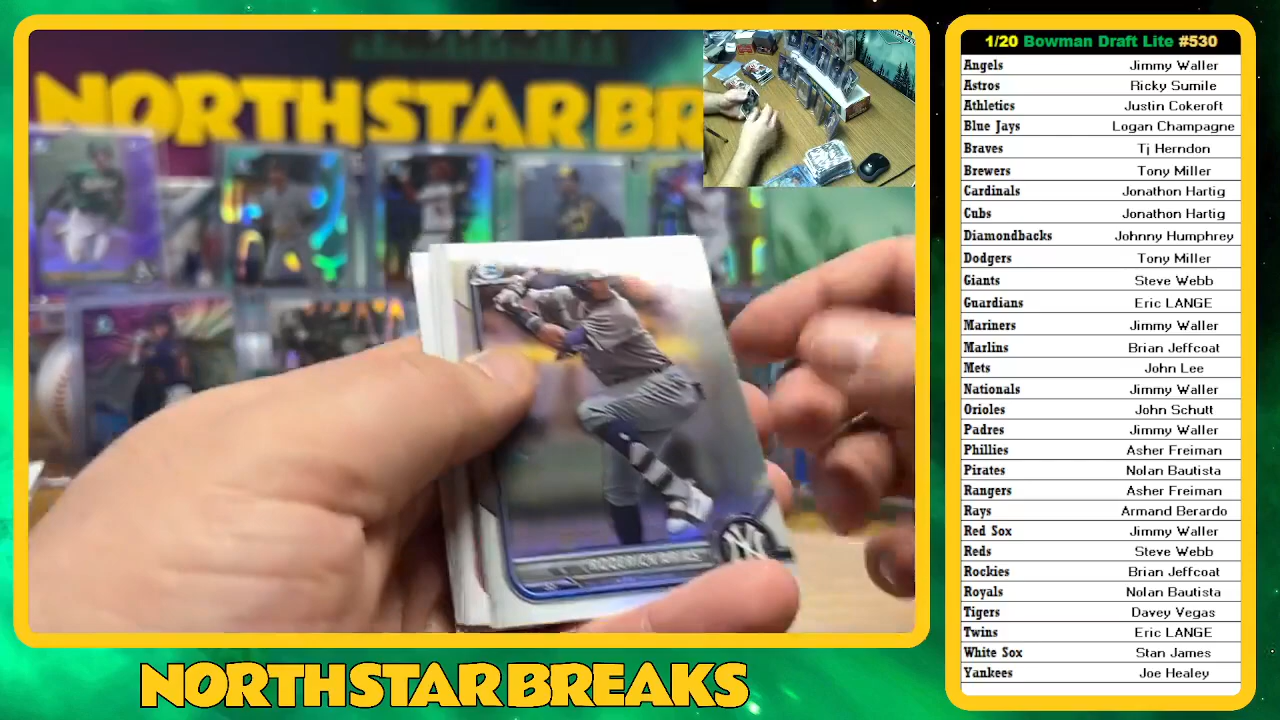 NORTHSTAR BREAKS
1/20 Bowman Draft Lite #530
Angels Jimmy Waller
Astros Ricky Sumile
Athletics Justin Cokeroft
Blue Jays Logan Champagne
Braves Tj Herndon
Brewers Tony Miller
Cardinals Jonathon Hartig
Cubs Jonathon Hartig
Diamondbacks Johnny Humphrey
Dodgers Tony Miller
Giants Steve Webb
Guardians Eric LANGE
Mariners Jimmy Waller
Marlins Brian Jeffcoat
Mets John Lee
Nationals Jimmy Waller
Orioles John Schutt
Padres Jimmy Waller
Phillies Asher Freiman
Pirates Nolan Bautista
Rangers Asher Freiman
Rays Armand Berardo
Red Sox Jimmy Waller
Reds Steve Webb
Rockies Brian Jeffcoat
Royals Nolan Bautista
Tigers Davey Vegas
Twins Eric LANGE
White Sox Stan James
Yankees Joe Healey
NORTHSTAR BREAKS